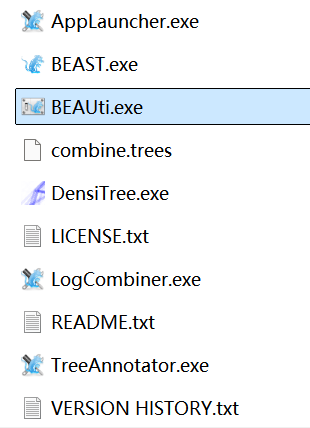 AppLauncher.exe
BEAST.exe
BEAUti.exe
combine.trees
DensiTree.exe
LICENSE.txt
LogCombiner.exe
README.txt
TreeAnnotator.exe
VERSION HISTORY.txt